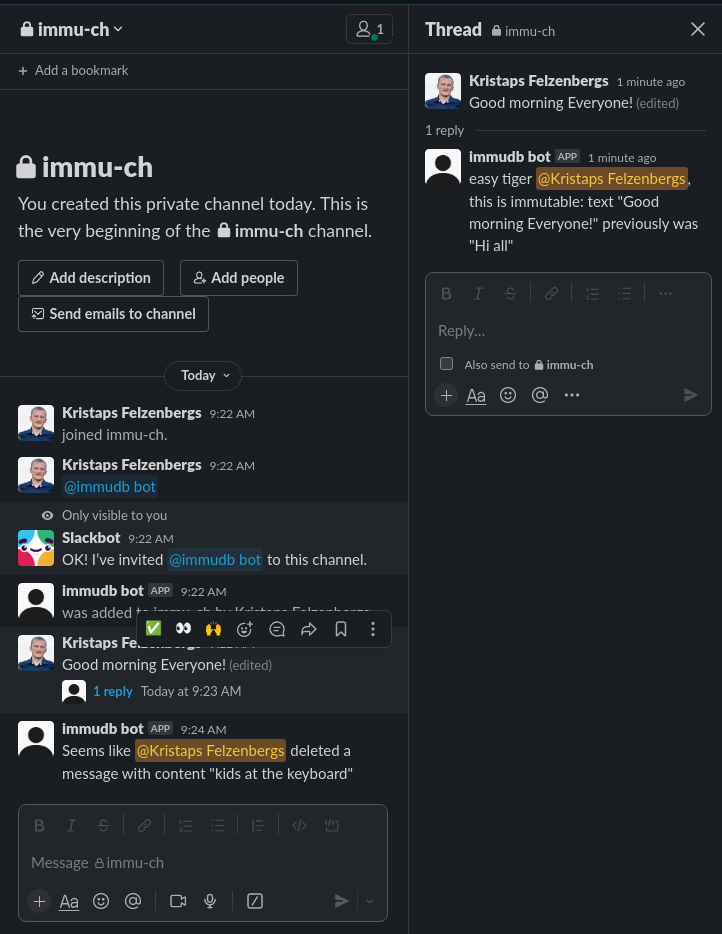 immu-ch
1
+ Add a bookmark
immu-ch
You created this private channel today. This is
the very beginning of the immu-ch channel.
Add description
Add people
Send emails to channel
Today
Kristaps Felzenbergs 9:22 AM
joined immu-ch.
Kristaps Felzenbergs 9:22 AM
@immudb bot
Only visible to you
Slackbot 9:22 AM
OK! I've invited @immudb bot to this channel.
immudb bot APP 9:22 AM
was added to immu-ch by Kristaps Felzenbergs
Kristaps
Good morning Everyone! (edited)
1 reply Today at 9:23 AM
immudb bot APP 9:24 AM
Seems like @Kristaps Felzenbergs deleted a
message with content "kids at the keyboard"
B I S
Message immu-ch
+ Aa @
Thread immu-ch
Kristaps Felzenbergs 1 minute ago
Good morning Everyone! (edited)
1 reply
immudb bot APP 1 minute ago
easy tiger @Kristaps Felzenbergs,
this is immutable: text "Good
morning Everyone!" previously was
"Hi all"
B I S
Reply...
Also send to immu-ch
+ Aa @